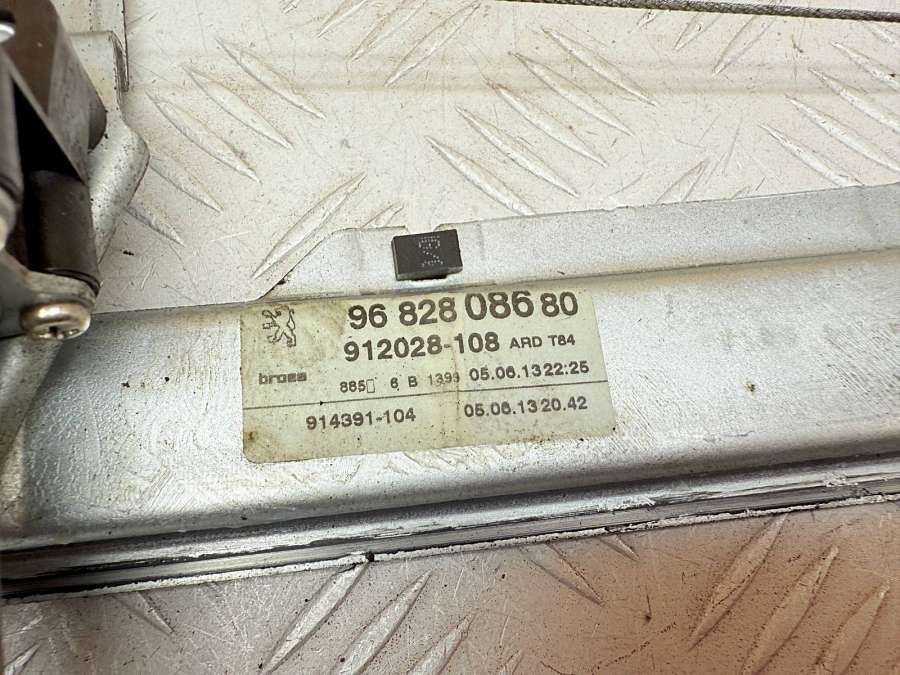 96 828 086 80
912028-108 ARD T84
brose 885▯ 6 B 1399 05.06.13 22:25
914391-104 05.06.13 20.42